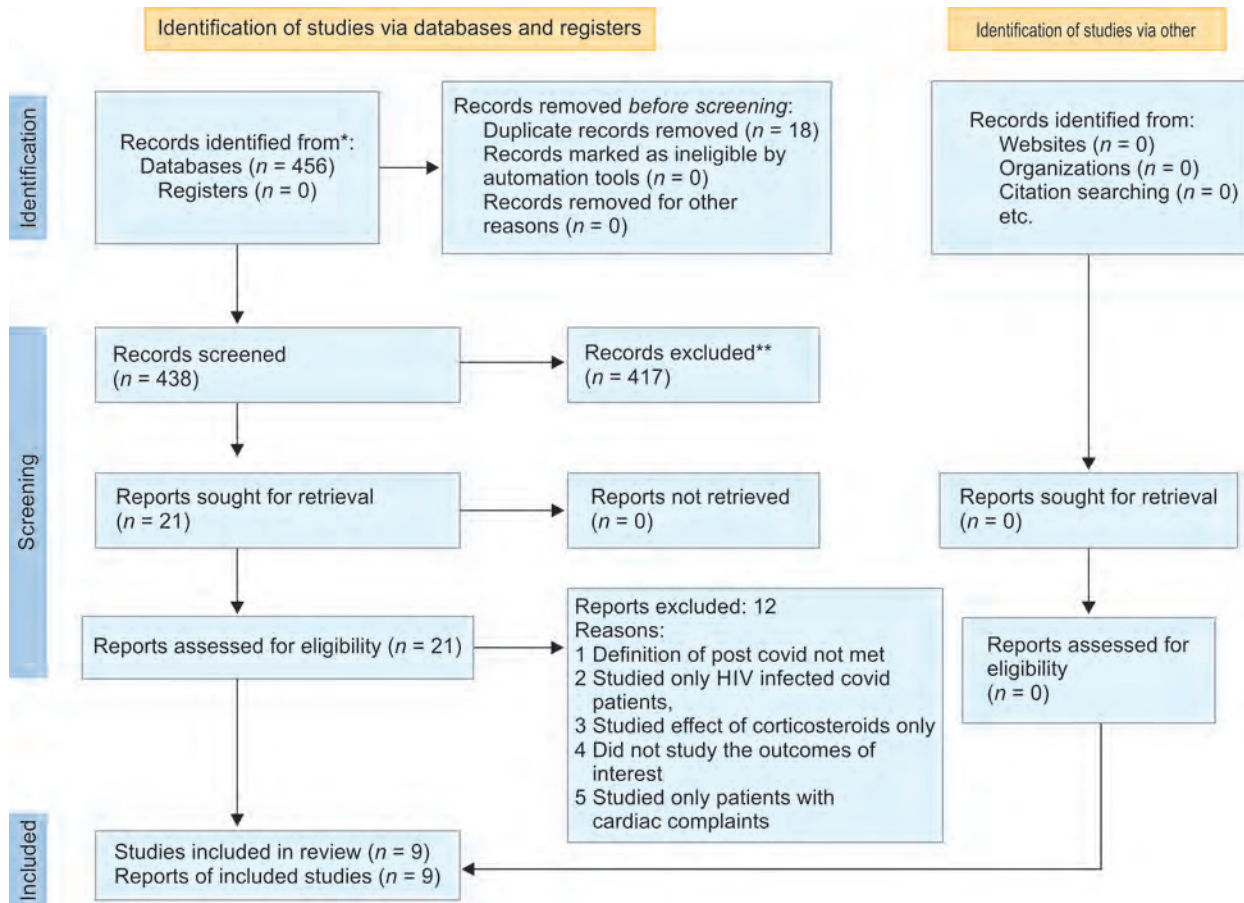 Identification of studies via databases and registers
Identification of studies via other
Identification
Records identified from*:
Databases (n = 456)
Registers (n = 0)
Records removed before screening:
Duplicate records removed (n = 18)
Records marked as ineligible by
automation tools (n = 0)
Records removed for other
reasons (n = 0)
Records identified from:
Websites (n = 0)
Organizations (n = 0)
Citation searching (n = 0)
etc.
Screening
Records screened
(n = 438)
Records excluded**
(n = 417)
Reports sought for retrieval
(n = 21)
Reports not retrieved
(n = 0)
Reports sought for retrieval
(n = 0)
Reports assessed for eligibility (n = 21)
Reports excluded: 12
Reasons:
1 Definition of post covid not met
2 Studied only HIV infected covid
patients,
3 Studied effect of corticosteroids only
4 Did not study the outcomes of
interest
5 Studied only patients with
cardiac complaints
Reports assessed for
eligibility
(n = 0)
Included
Studies included in review (n = 9)
Reports of included studies (n = 9)